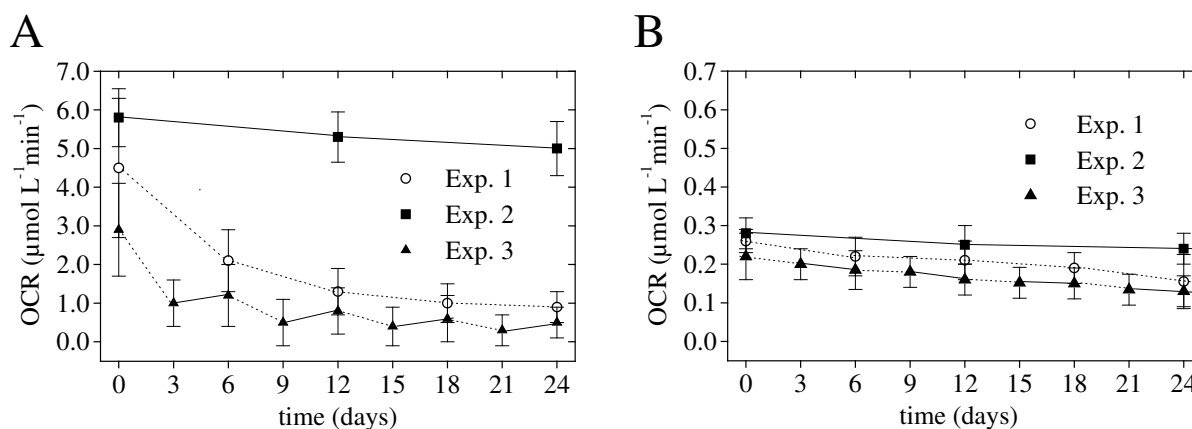 A
OCR (µmol L⁻¹min⁻¹)
7.0
6.0
5.0
4.0
3.0
2.0
1.0
0.0
Exp. 1
Exp. 2
Exp. 3
0 3 6 9 12 15 18 21 24
time (days)
B
OCR (µmol L⁻¹min⁻¹)
0.7
0.6
0.5
0.4
0.3
0.2
0.1
0.0
Exp. 1
Exp. 2
Exp. 3
0 3 6 9 12 15 18 21 24
time (days)